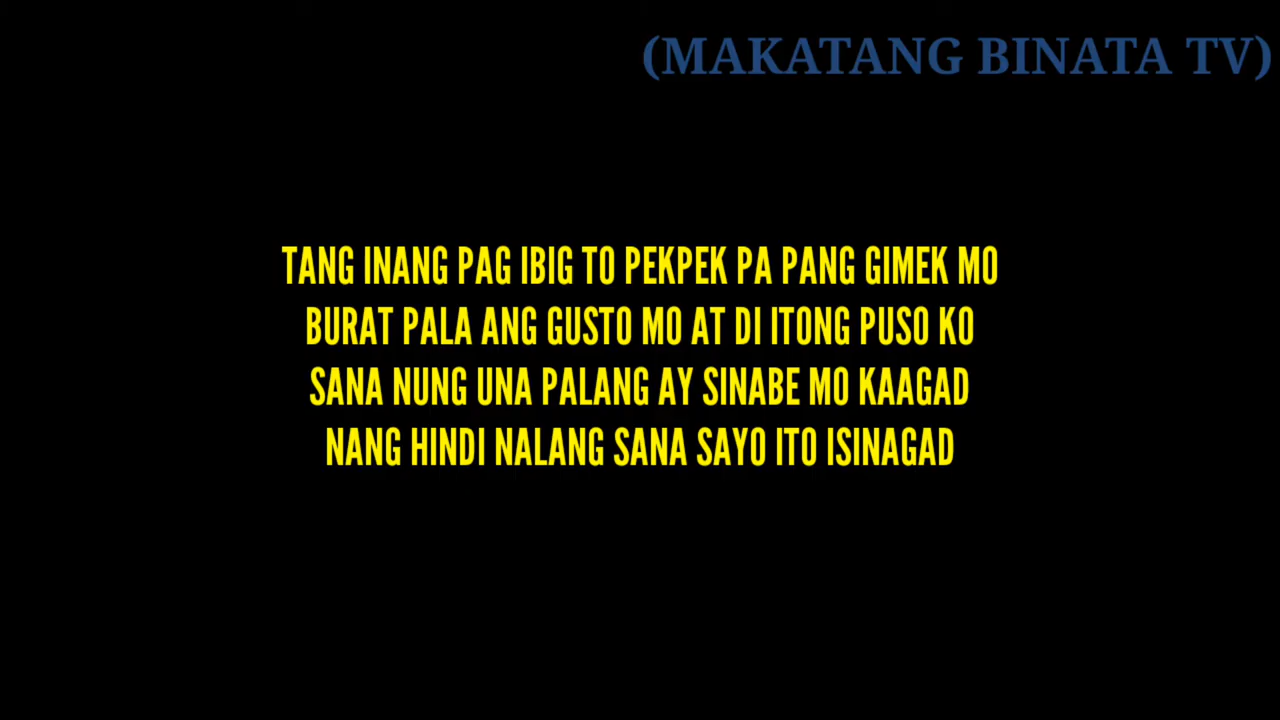 (MAKATANG BINATA TV)
TANG INANG PAG IBIG TO PEKPEK PA PANG GIMEK MO
BURAT PALA ANG GUSTO MO AT DI ITONG PUSO KO
SANA NUNG UNA PALANG AY SINABE MO KAAGAD
NANG HINDI NALANG SANA SAYO ITO ISINAGAD